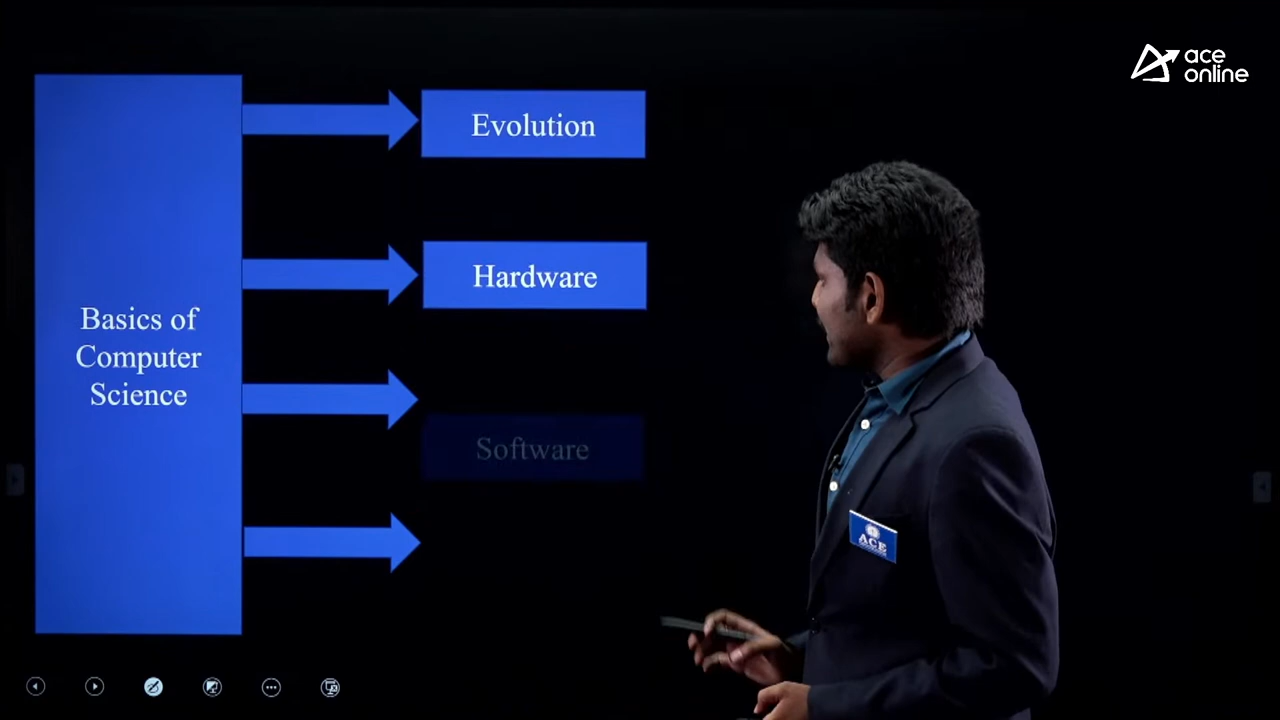 ace
online
Evolution
Hardware
Basics of
Computer
Science
Software
ACE